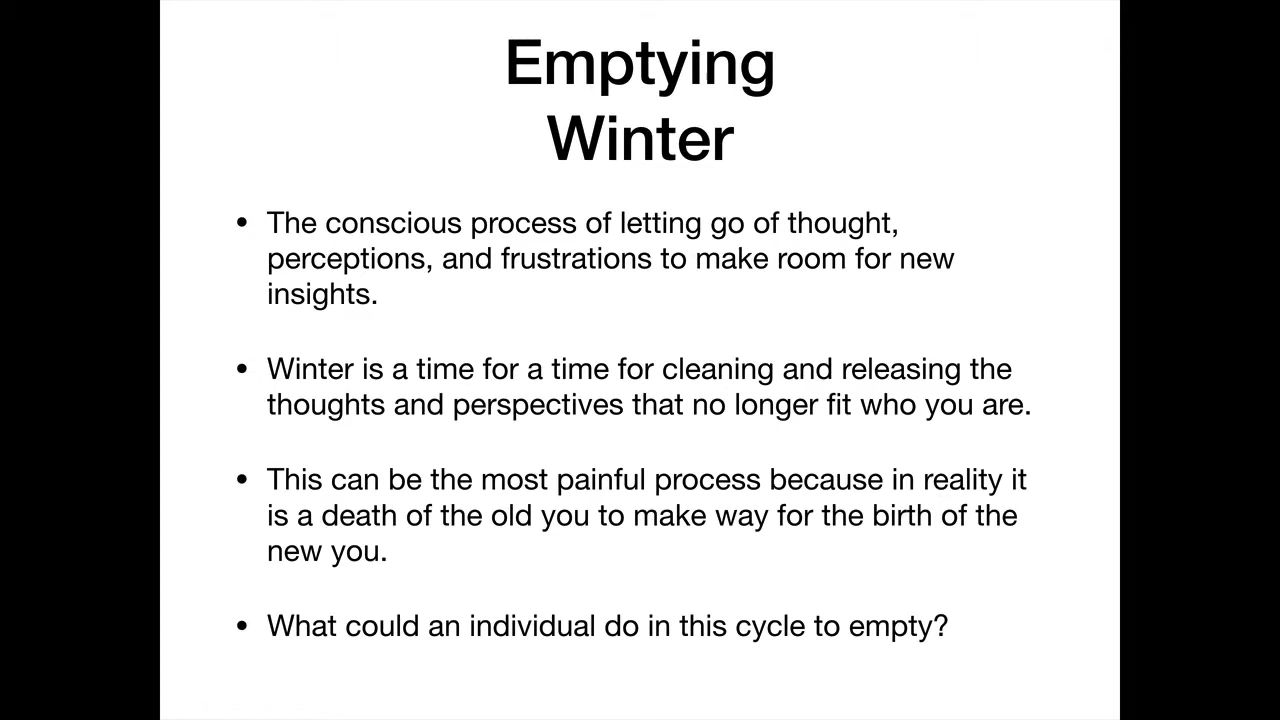 Emptying
Winter
• The conscious process of letting go of thought,
perceptions, and frustrations to make room for new
insights.
• Winter is a time for a time for cleaning and releasing the
thoughts and perspectives that no longer fit who you are.
• This can be the most painful process because in reality it
is a death of the old you to make way for the birth of the
new you.
• What could an individual do in this cycle to empty?